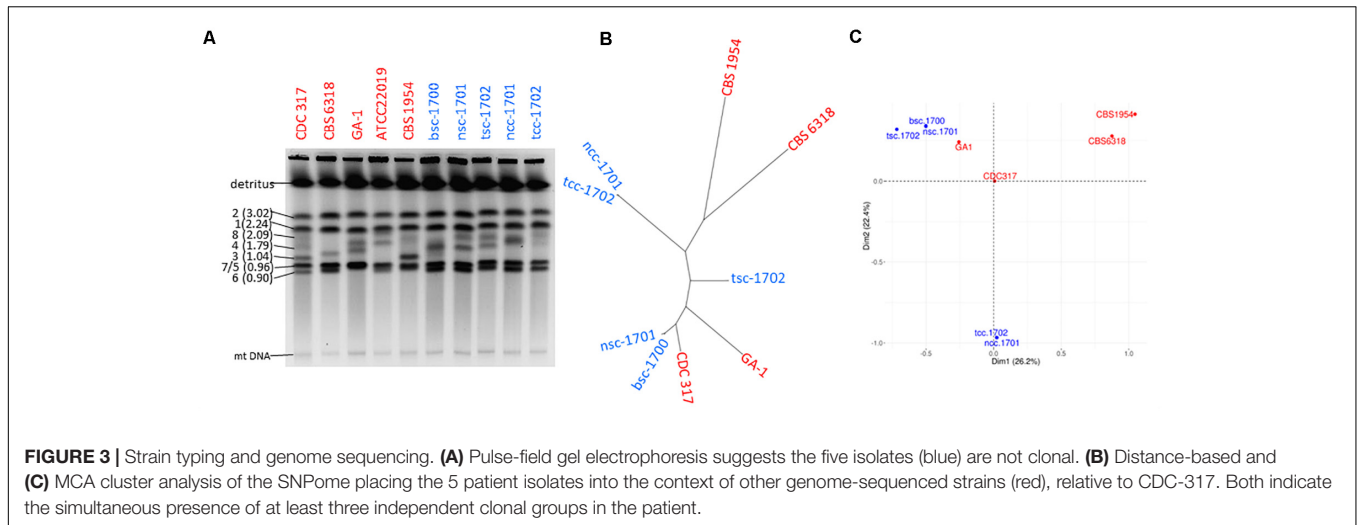 A
B
C
CDC 317
CBS 6318
GA-1
ATCC22019
CBS 1954
bsc-1700
nsc-1701
tsc-1702
ncc-1701
tcc-1702
detritus
2 (3.02)
1(2.24)
8 (2.09)
4 (1.79)
3 (1.04)
7/5 (0.96)
6 (0.90)
mt DNA
CBS 1954
CBS 6318
ncc-1701
tcc-1702
tsc-1702
nsc-1701
bsc-1700
CDC 317
GA-1
bsc.1700
tsc.1702
nsc.1701
GA1
CBS1954
CBS6318
CDC317
tcc.1702
ncc.1701
0.0
-0.5
-1.0
Dim2 (22.4%)
-0.5
0.0
0.5
1.0
Dim1 (26.2%)
FIGURE 3 | Strain typing and genome sequencing. (A) Pulse-field gel electrophoresis suggests the five isolates (blue) are not clonal. (B) Distance-based and
(C) MCA cluster analysis of the SNPome placing the 5 patient isolates into the context of other genome-sequenced strains (red), relative to CDC-317. Both indicate
the simultaneous presence of at least three independent clonal groups in the patient.